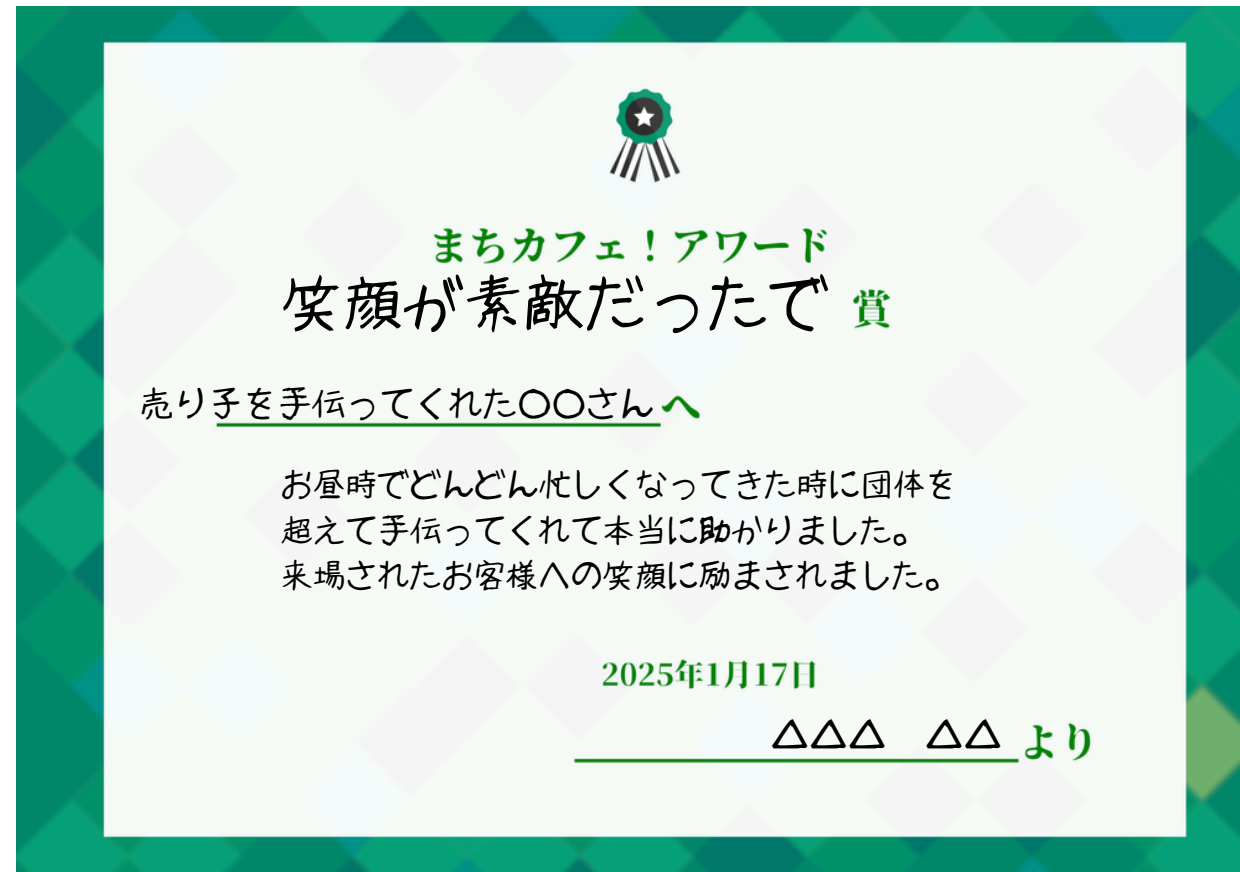 まちカフェ！アワード
笑顔が素敵だったで 賞
売り子を手伝ってくれた〇〇さんへ
お昼時でどんどん忙しくなってきた時に団体を
超えて手伝ってくれて本当に助かりました。
来場されたお客様への笑顔に励まされました。
2025年1月17日
△△△　△△ より